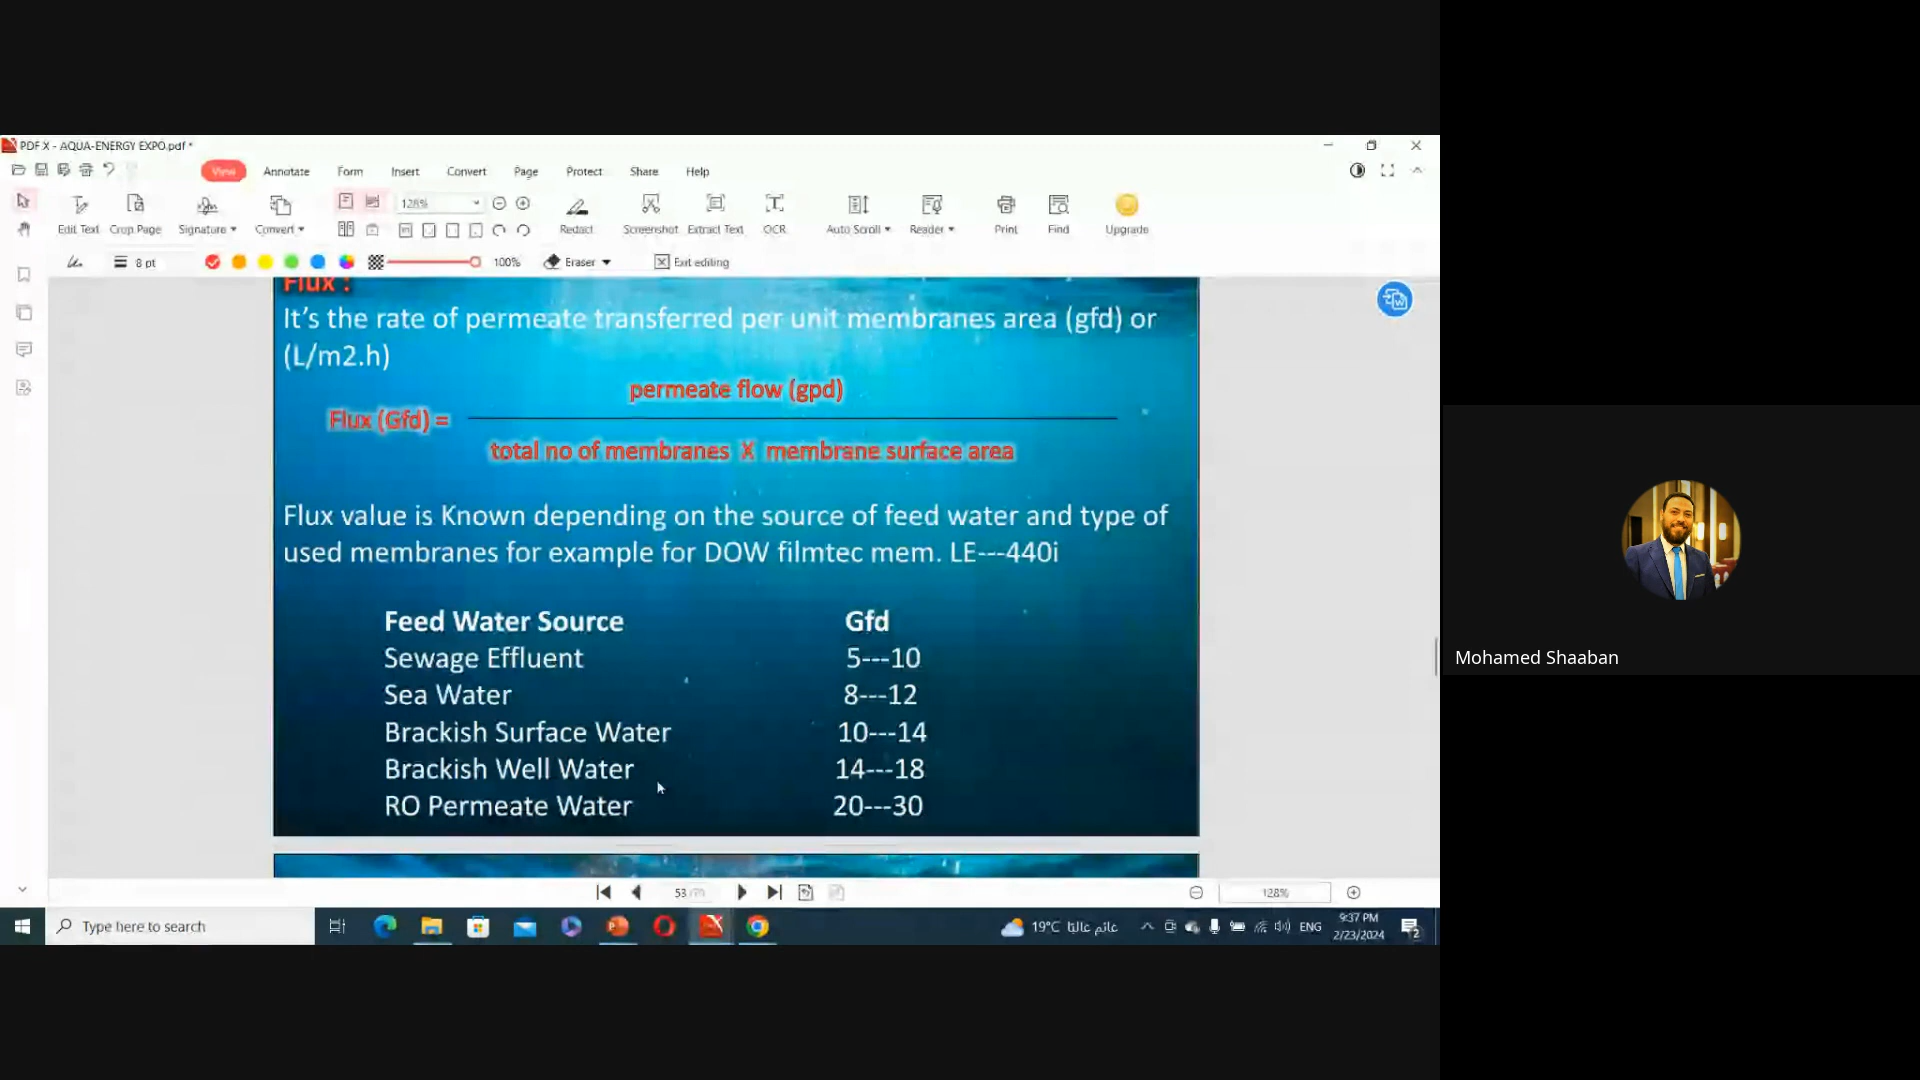 PDF X - AQUA-ENERGY EXPO.pdf *
View Annotate Form Insert Convert Page Protect Share Help
128%
Edit Text Crop Page Signature Convert Redact Screenshot Extract Text OCR Auto Scroll Reader Print Find Upgrade
8 pt 100% Eraser Exit editing
Flux :
It's the rate of permeate transferred per unit membranes area (gfd) or
(L/m2.h)
permeate flow (gpd)
Flux (Gfd) =
total no of membranes X membrane surface area
Flux value is Known depending on the source of feed water and type of
used membranes for example for DOW filmtec mem. LE---440i
Feed Water Source Gfd
Sewage Effluent 5---10
Sea Water 8---12
Brackish Surface Water 10---14
Brackish Well Water 14---18
RO Permeate Water 20---30
Mohamed Shaaban
53 128%
Type here to search
19°C غائم غالبًا
ENG
9:37 PM
2/23/2024
2